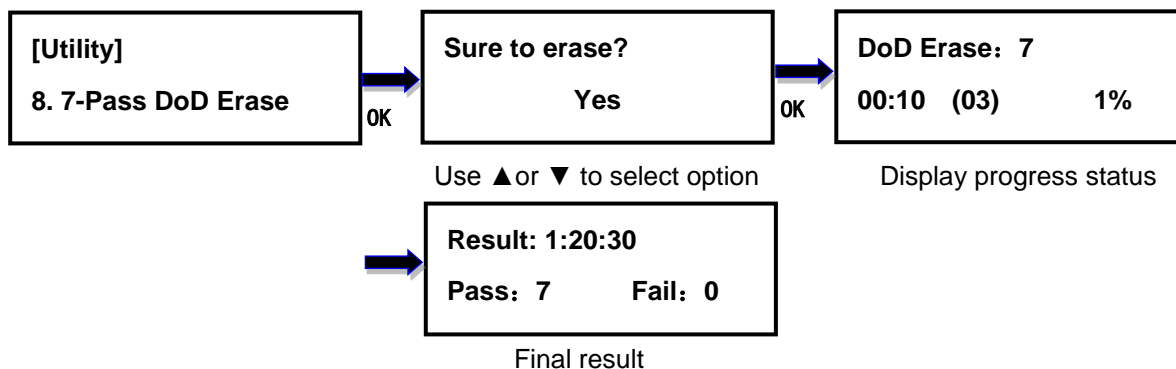 [Utility]
8. 7-Pass DoD Erase
OK
Sure to erase?
Yes
OK
DoD Erase：7
00:10 (03) 1%
Use ▲or ▼ to select option
Display progress status
Result: 1:20:30
Pass：7 Fail：0
Final result